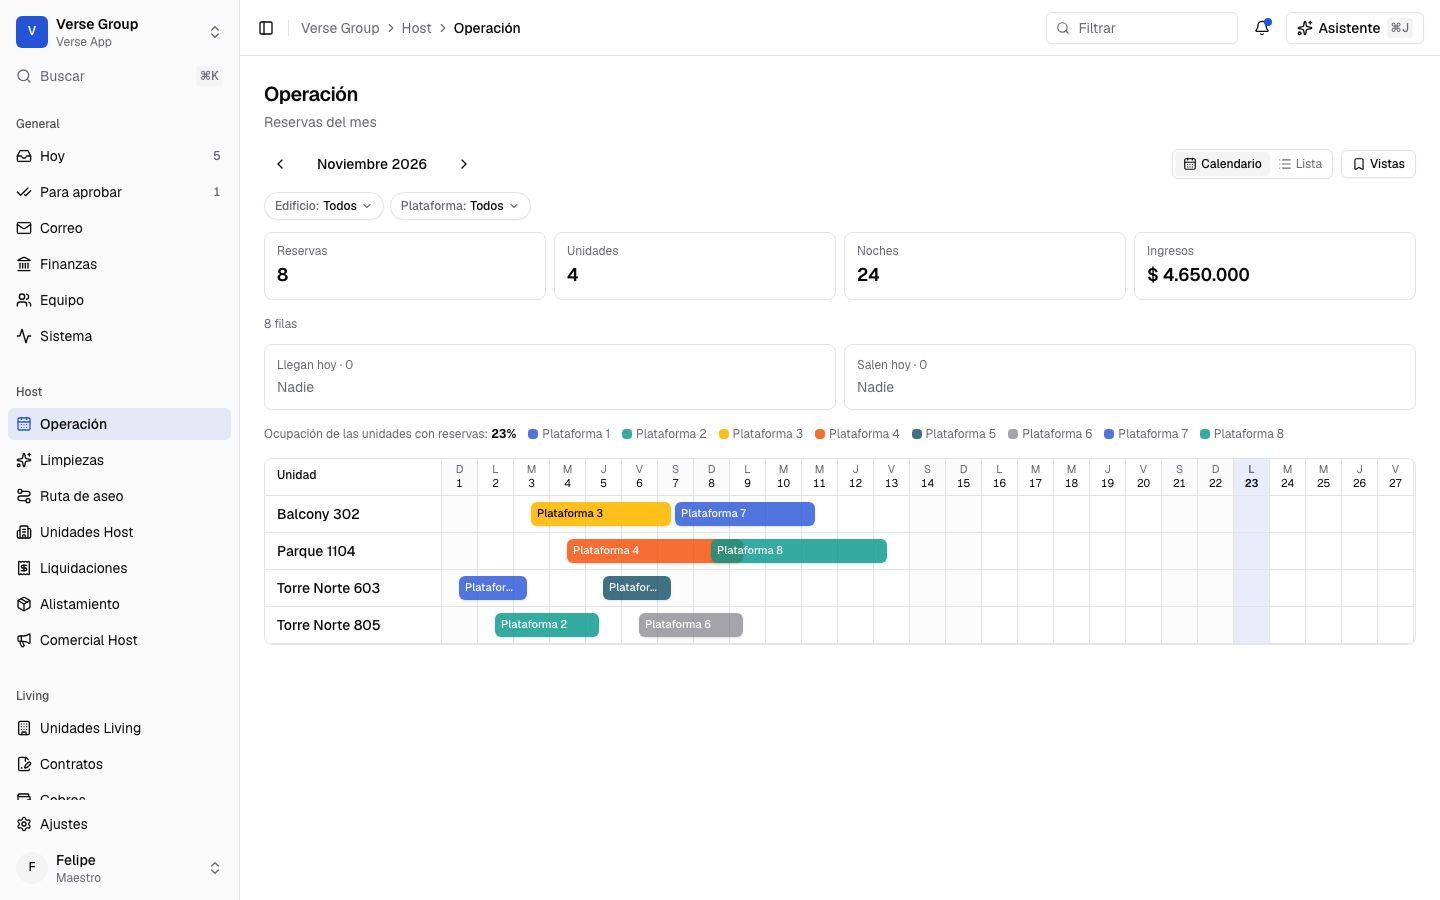 V
Verse Group
Verse App
Buscar ⌘K
General
Hoy 5
Para aprobar 1
Correo
Finanzas
Equipo
Sistema
Host
Operación
Limpiezas
Ruta de aseo
Unidades Host
Liquidaciones
Alistamiento
Comercial Host
Living
Unidades Living
Contratos
Cobros
Ajustes
F
Felipe
Maestro
Verse Group > Host > Operación
Filtrar
Asistente ⌘J
Operación
Reservas del mes
Noviembre 2026
Calendario Lista Vistas
Edificio: Todos Plataforma: Todos
Reservas
8
Unidades
4
Noches
24
Ingresos
$ 4.650.000
8 filas
Llegan hoy · 0
Nadie
Salen hoy · 0
Nadie
Ocupación de las unidades con reservas: 23% Plataforma 1 Plataforma 2 Plataforma 3 Plataforma 4 Plataforma 5 Plataforma 6 Plataforma 7 Plataforma 8
Unidad
D L M M J V S D L M M J V S D L M M J V S D L M M J V
1 2 3 4 5 6 7 8 9 10 11 12 13 14 15 16 17 18 19 20 21 22 23 24 25 26 27
Balcony 302 Plataforma 3 Plataforma 7
Parque 1104 Plataforma 4 Plataforma 8
Torre Norte 603 Platafor... Platafor...
Torre Norte 805 Plataforma 2 Plataforma 6